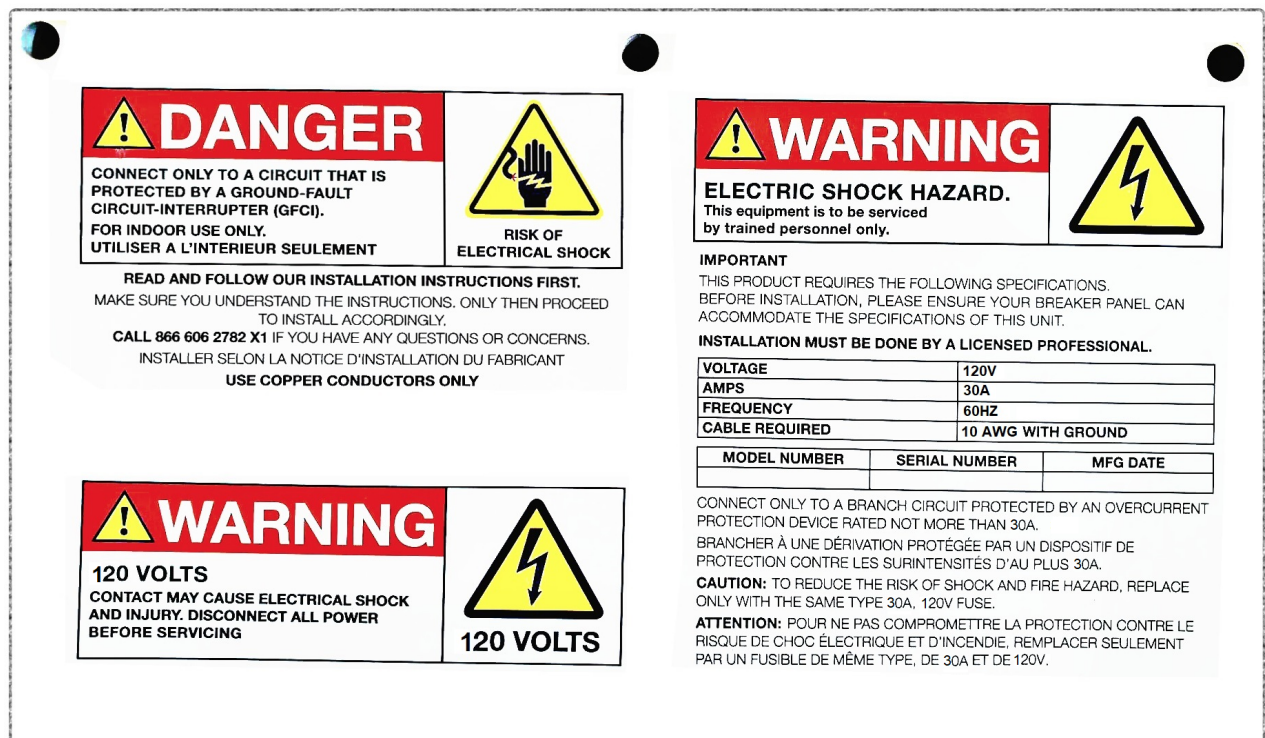 DANGER
CONNECT ONLY TO A CIRCUIT THAT IS
PROTECTED BY A GROUND-FAULT
CIRCUIT-INTERRUPTER (GFCI).
FOR INDOOR USE ONLY.
UTILISER A L'INTERIEUR SEULEMENT
RISK OF
ELECTRICAL SHOCK
READ AND FOLLOW OUR INSTALLATION INSTRUCTIONS FIRST.
MAKE SURE YOU UNDERSTAND THE INSTRUCTIONS. ONLY THEN PROCEED
TO INSTALL ACCORDINGLY.
CALL 866 606 2782 X1 IF YOU HAVE ANY QUESTIONS OR CONCERNS.
INSTALLER SELON LA NOTICE D'INSTALLATION DU FABRICANT
USE COPPER CONDUCTORS ONLY
WARNING
120 VOLTS
CONTACT MAY CAUSE ELECTRICAL SHOCK
AND INJURY. DISCONNECT ALL POWER
BEFORE SERVICING
120 VOLTS
WARNING
ELECTRIC SHOCK HAZARD.
This equipment is to be serviced
by trained personnel only.
IMPORTANT
THIS PRODUCT REQUIRES THE FOLLOWING SPECIFICATIONS.
BEFORE INSTALLATION, PLEASE ENSURE YOUR BREAKER PANEL CAN
ACCOMMODATE THE SPECIFICATIONS OF THIS UNIT.
INSTALLATION MUST BE DONE BY A LICENSED PROFESSIONAL.
VOLTAGE 120V
AMPS 30A
FREQUENCY 60HZ
CABLE REQUIRED 10 AWG WITH GROUND
MODEL NUMBER SERIAL NUMBER MFG DATE
CONNECT ONLY TO A BRANCH CIRCUIT PROTECTED BY AN OVERCURRENT
PROTECTION DEVICE RATED NOT MORE THAN 30A.
BRANCHER À UNE DÉRIVATION PROTÉGÉE PAR UN DISPOSITIF DE
PROTECTION CONTRE LES SURINTENSITÉS D'AU PLUS 30A.
CAUTION: TO REDUCE THE RISK OF SHOCK AND FIRE HAZARD, REPLACE
ONLY WITH THE SAME TYPE 30A, 120V FUSE.
ATTENTION: POUR NE PAS COMPROMETTRE LA PROTECTION CONTRE LE
RISQUE DE CHOC ÉLECTRIQUE ET D'INCENDIE, REMPLACER SEULEMENT
PAR UN FUSIBLE DE MÊME TYPE, DE 30A ET DE 120V.